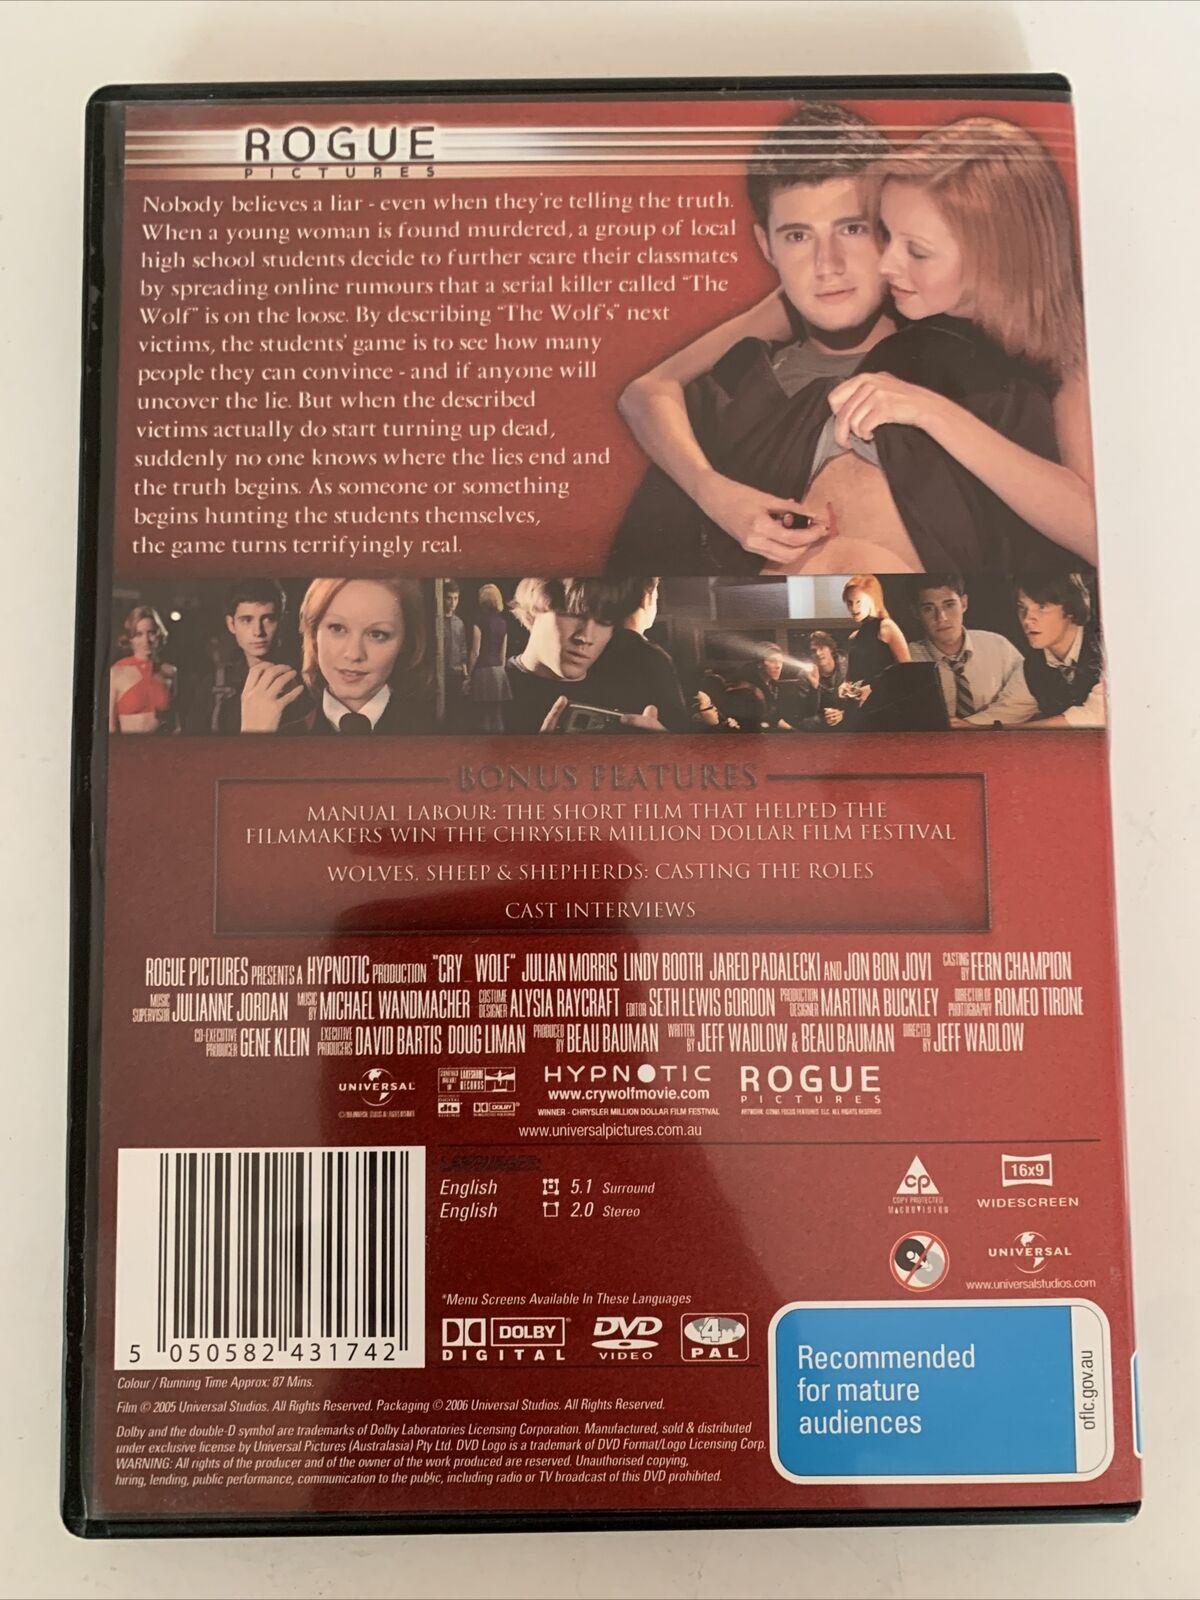 ROGUE
PICTURES
Nobody believes a liar - even when they're telling the truth.
When a young woman is found murdered, a group of local
high school students decide to further scare their classmates
by spreading online rumours that a serial killer called "The
Wolf" is on the loose. By describing "The Wolf's" next
victims, the students' game is to see how many
people they can convince - and if anyone will
uncover the lie. But when the described
victims actually do start turning up dead,
suddenly no one knows where the lies end and
the truth begins. As someone or something
begins hunting the students themselves,
the game turns terrifyingly real.
BONUS FEATURES
MANUAL LABOUR: THE SHORT FILM THAT HELPED THE
FILMMAKERS WIN THE CHRYSLER MILLION DOLLAR FILM FESTIVAL
WOLVES, SHEEP & SHEPHERDS: CASTING THE ROLES
CAST INTERVIEWS
ROGUE PICTURES PRESENTS A HYPNOTIC PRODUCTION "CRY_WOLF" JULIAN MORRIS LINDY BOOTH JARED PADALECKI AND JON BON JOVI CASTING BY FERN CHAMPION
MUSIC SUPERVISOR JULIANNE JORDAN MUSIC BY MICHAEL WANDMACHER COSTUME DESIGNER ALYSIA RAYCRAFT EDITOR SETH LEWIS GORDON PRODUCTION DESIGNER MARTINA BUCKLEY DIRECTOR OF PHOTOGRAPHY ROMEO TIRONE
CO-EXECUTIVE PRODUCER GENE KLEIN EXECUTIVE PRODUCERS DAVID BARTIS DOUG LIMAN PRODUCED BY BEAU BAUMAN WRITTEN BY JEFF WADLOW & BEAU BAUMAN DIRECTED BY JEFF WADLOW
UNIVERSAL
LAKESHORE RECORDS
dts
DOLBY
HYPNOTIC
www.crywolfmovie.com
WINNER - CHRYSLER MILLION DOLLAR FILM FESTIVAL
ROGUE
PICTURES
ARTWORK ©2005 FOCUS FEATURES LLC. ALL RIGHTS RESERVED.
www.universalpictures.com.au
LANGUAGES:
English 5.1 Surround
English 2.0 Stereo
*Menu Screens Available In These Languages
DOLBY
DIGITAL
DVD
VIDEO
4
PAL
cp
COPY PROTECTED
MACROVISION
16x9
WIDESCREEN
UNIVERSAL
www.universalstudios.com
Recommended
for mature
audiences
oflc.gov.au
5 050582 431742
Colour / Running Time Approx: 87 Mins.
Film © 2005 Universal Studios. All Rights Reserved. Packaging © 2006 Universal Studios. All Rights Reserved.
Dolby and the double-D symbol are trademarks of Dolby Laboratories Licensing Corporation. Manufactured, sold & distributed
under exclusive license by Universal Pictures (Australasia) Pty Ltd. DVD Logo is a trademark of DVD Format/Logo Licensing Corp.
WARNING: All rights of the producer and of the owner of the work produced are reserved. Unauthorised copying,
hiring, lending, public performance, communication to the public, including radio or TV broadcast of this DVD prohibited.